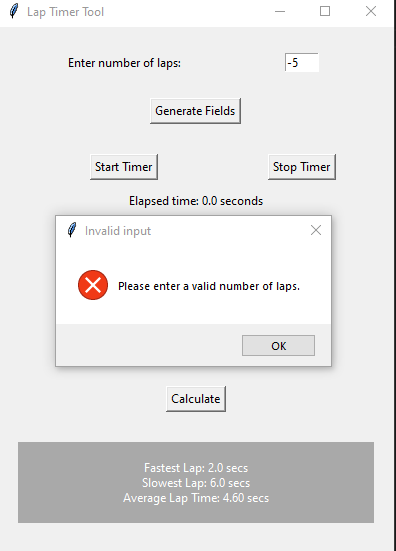 Lap Timer Tool
Enter number of laps:
-5
Generate Fields
Start Timer
Stop Timer
Elapsed time: 0.0 seconds
Invalid input
Please enter a valid number of laps.
OK
Calculate
Fastest Lap: 2.0 secs
Slowest Lap: 6.0 secs
Average Lap Time: 4.60 secs